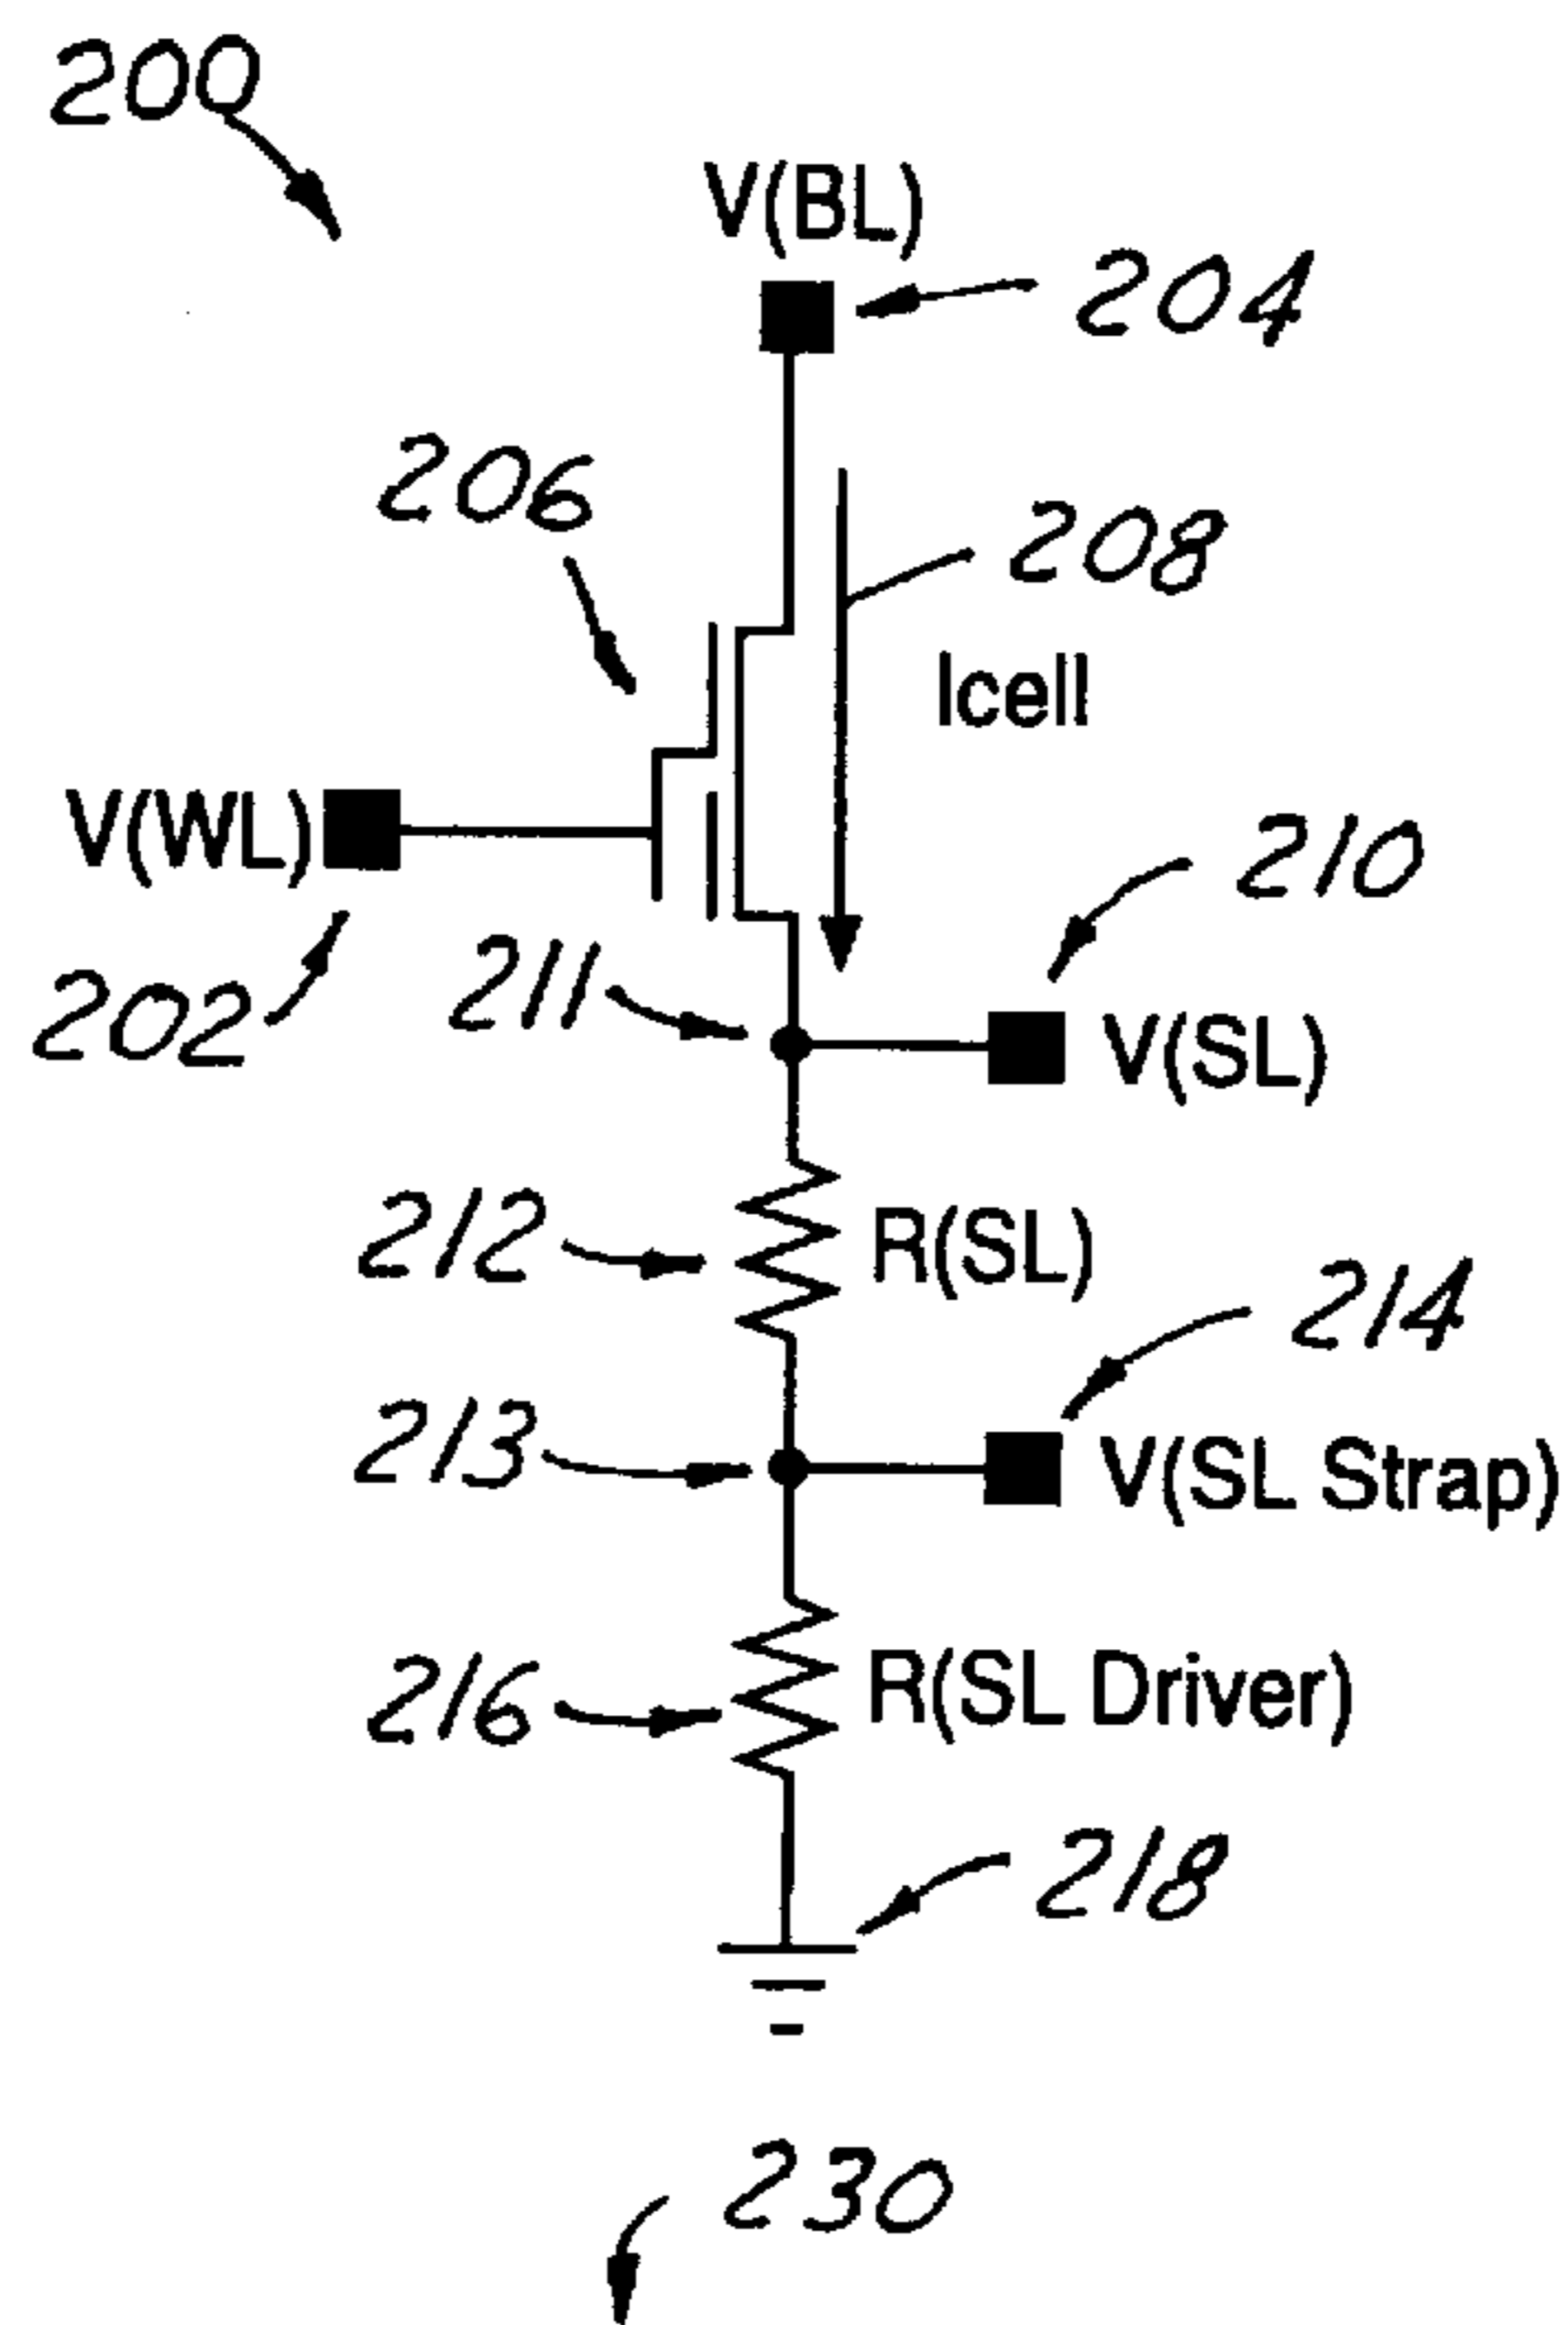 200
V(BL)
204
206
208
Icell
V(WL)
210
211
202
V(SL)
212
R(SL)
214
213
V(SL Strap)
216
R(SL Driver)
218
230